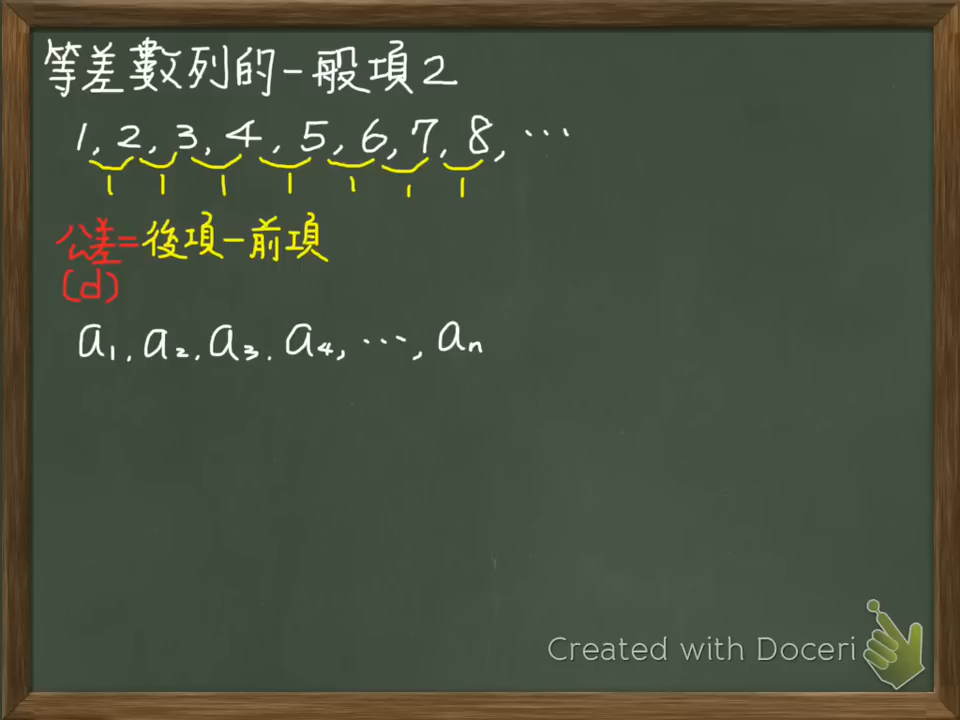 等差數列的一般項2
1, 2, 3, 4, 5, 6, 7, 8, …
1 1 1 1 1 1 1
公差=後項-前項
(d)
a₁, a₂, a₃, a₄, …, aₙ
Created with Doceri